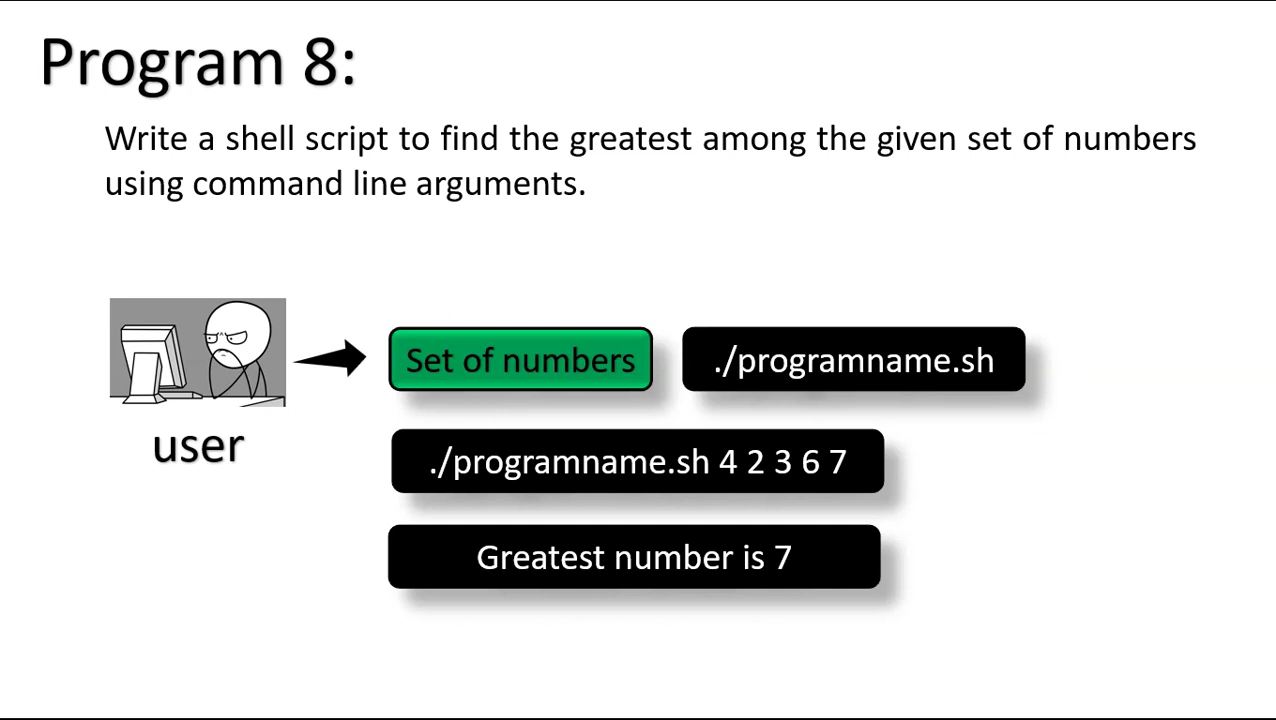 Program 8:
Write a shell script to find the greatest among the given set of numbers
using command line arguments.
Set of numbers
./programname.sh
user
./programname.sh 4 2 3 6 7
Greatest number is 7